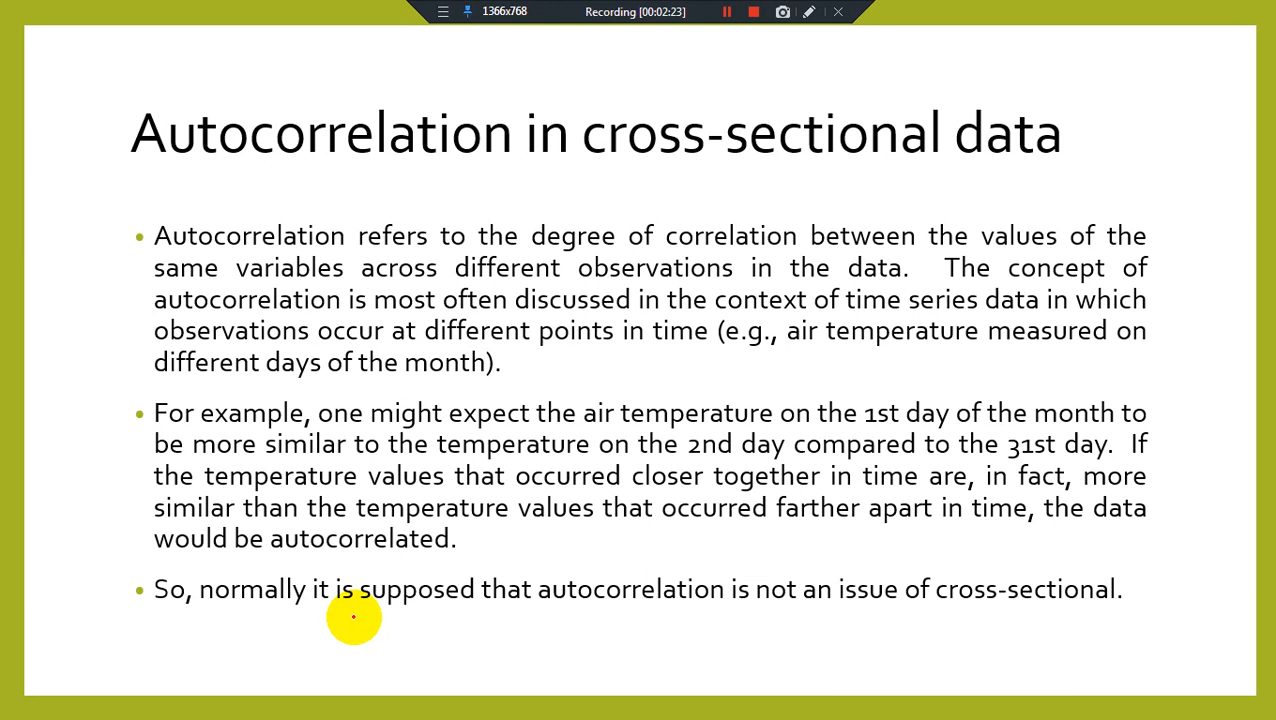 1366x768 Recording [00:02:23]
Autocorrelation in cross-sectional data
• Autocorrelation refers to the degree of correlation between the values of the
same variables across different observations in the data. The concept of
autocorrelation is most often discussed in the context of time series data in which
observations occur at different points in time (e.g., air temperature measured on
different days of the month).
• For example, one might expect the air temperature on the 1st day of the month to
be more similar to the temperature on the 2nd day compared to the 31st day. If
the temperature values that occurred closer together in time are, in fact, more
similar than the temperature values that occurred farther apart in time, the data
would be autocorrelated.
• So, normally it is supposed that autocorrelation is not an issue of cross-sectional.